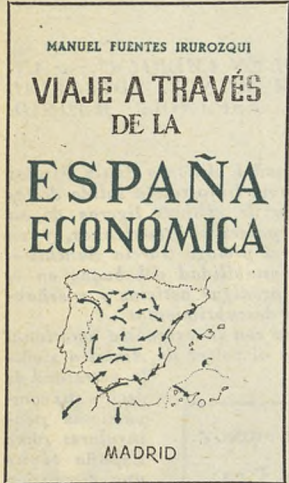 MANUEL FUENTES IRUROZQUI
VIAJE A TRAVÉS
DE LA
ESPAÑA
ECONÓMICA
MADRID